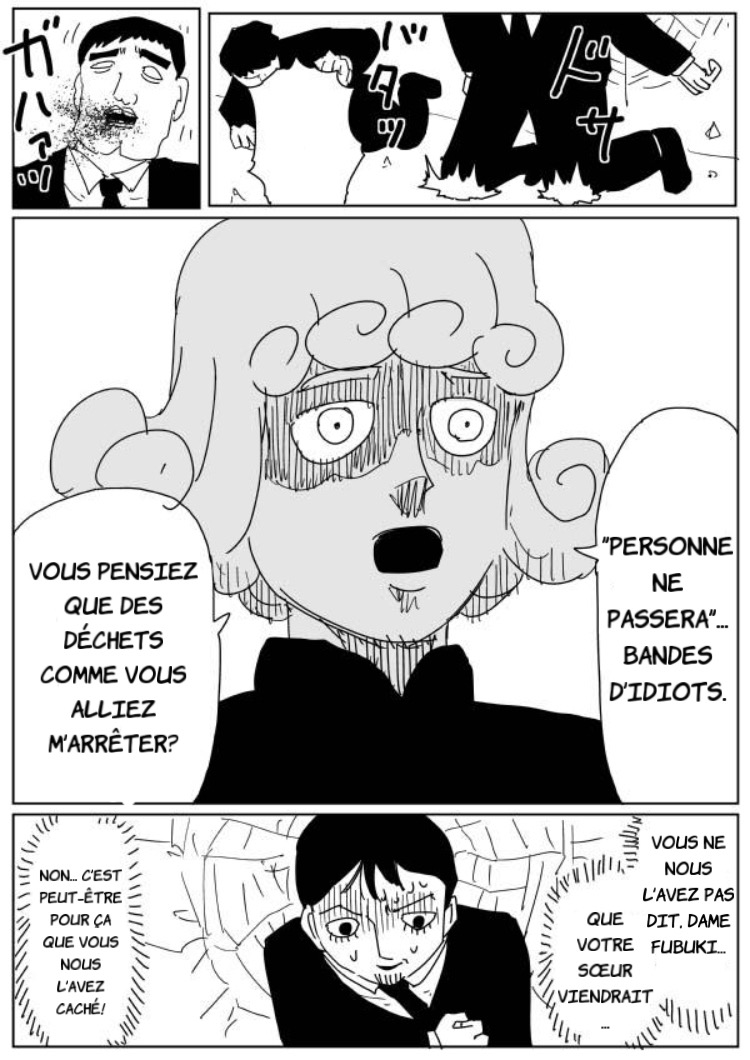 ドサ
バタッ
ガハァッ
"PERSONNE
NE
PASSERA"...
BANDES
D'IDIOTS.
VOUS PENSIEZ
QUE DES
DÉCHETS
COMME VOUS
ALLIEZ
M'ARRÊTER?
VOUS NE
NOUS
L'AVEZ PAS
DIT, DAME
FUBUKI...
QUE
VOTRE
SŒUR
VIENDRAIT
...
NON... C'EST
PEUT-ÊTRE
POUR ÇA
QUE VOUS
NOUS
L'AVEZ
CACHÉ!